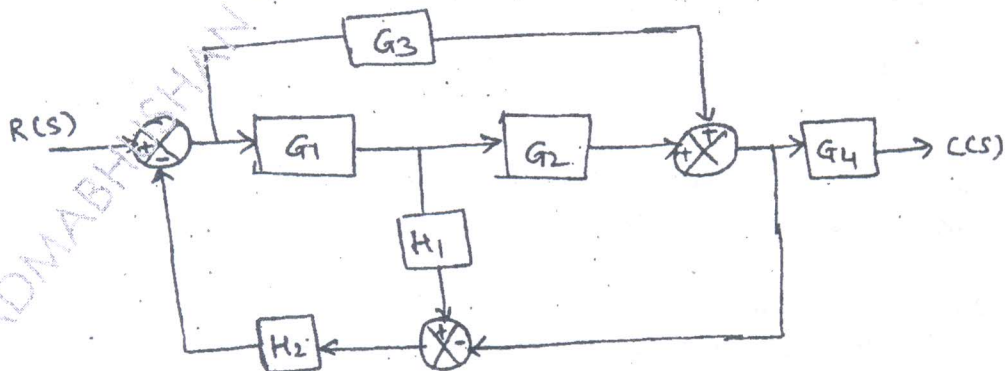 G3
R(S)
G1
G2
G4
C(S)
H1
H2
+
-
+
+
+
-